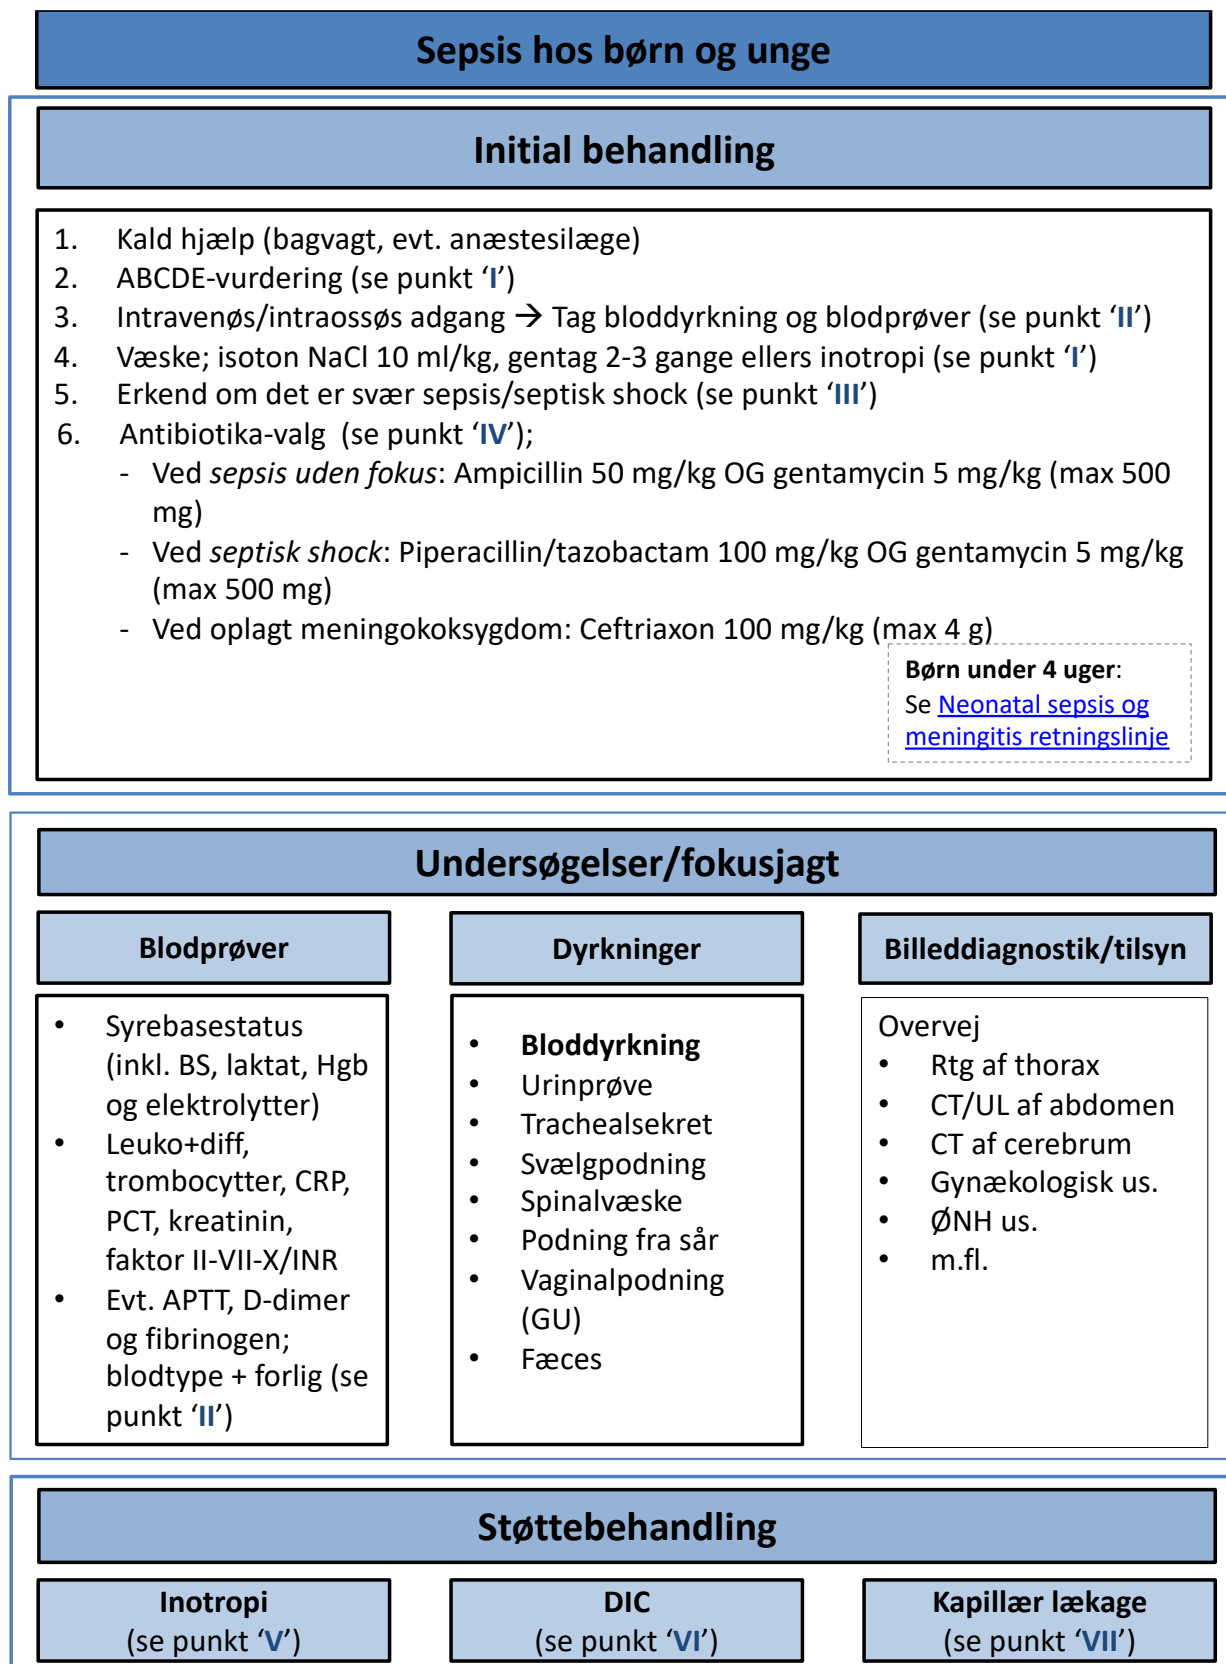 Sepsis hos børn og unge
Initial behandling
1. Kald hjælp (bagvagt, evt. anæstesilæge)
2. ABCDE-vurdering (se punkt ‘I’)
3. Intravenøs/intraossøs adgang → Tag bloddyrkning og blodprøver (se punkt ‘II’)
4. Væske; isoton NaCl 10 ml/kg, gentag 2-3 gange ellers inotropi (se punkt ‘I’)
5. Erkend om det er svær sepsis/septisk shock (se punkt ‘III’)
6. Antibiotika-valg (se punkt ‘IV’);
- Ved sepsis uden fokus: Ampicillin 50 mg/kg OG gentamycin 5 mg/kg (max 500
mg)
- Ved septisk shock: Piperacillin/tazobactam 100 mg/kg OG gentamycin 5 mg/kg
(max 500 mg)
- Ved oplagt meningokoksygdom: Ceftriaxon 100 mg/kg (max 4 g)
Børn under 4 uger:
Se Neonatal sepsis og
meningitis retningslinje
Undersøgelser/fokusjagt
Blodprøver
• Syrebasestatus
(inkl. BS, laktat, Hgb
og elektrolytter)
• Leuko+diff,
trombocytter, CRP,
PCT, kreatinin,
faktor II-VII-X/INR
• Evt. APTT, D-dimer
og fibrinogen;
blodtype + forlig (se
punkt ‘II’)
Dyrkninger
• Bloddyrkning
• Urinprøve
• Trachealsekret
• Svælgpodning
• Spinalvæske
• Podning fra sår
• Vaginalpodning
(GU)
• Fæces
Billeddiagnostik/tilsyn
Overvej
• Rtg af thorax
• CT/UL af abdomen
• CT af cerebrum
• Gynækologisk us.
• ØNH us.
• m.fl.
Støttebehandling
Inotropi
(se punkt ‘V’)
DIC
(se punkt ‘VI’)
Kapillær lækage
(se punkt ‘VII’)